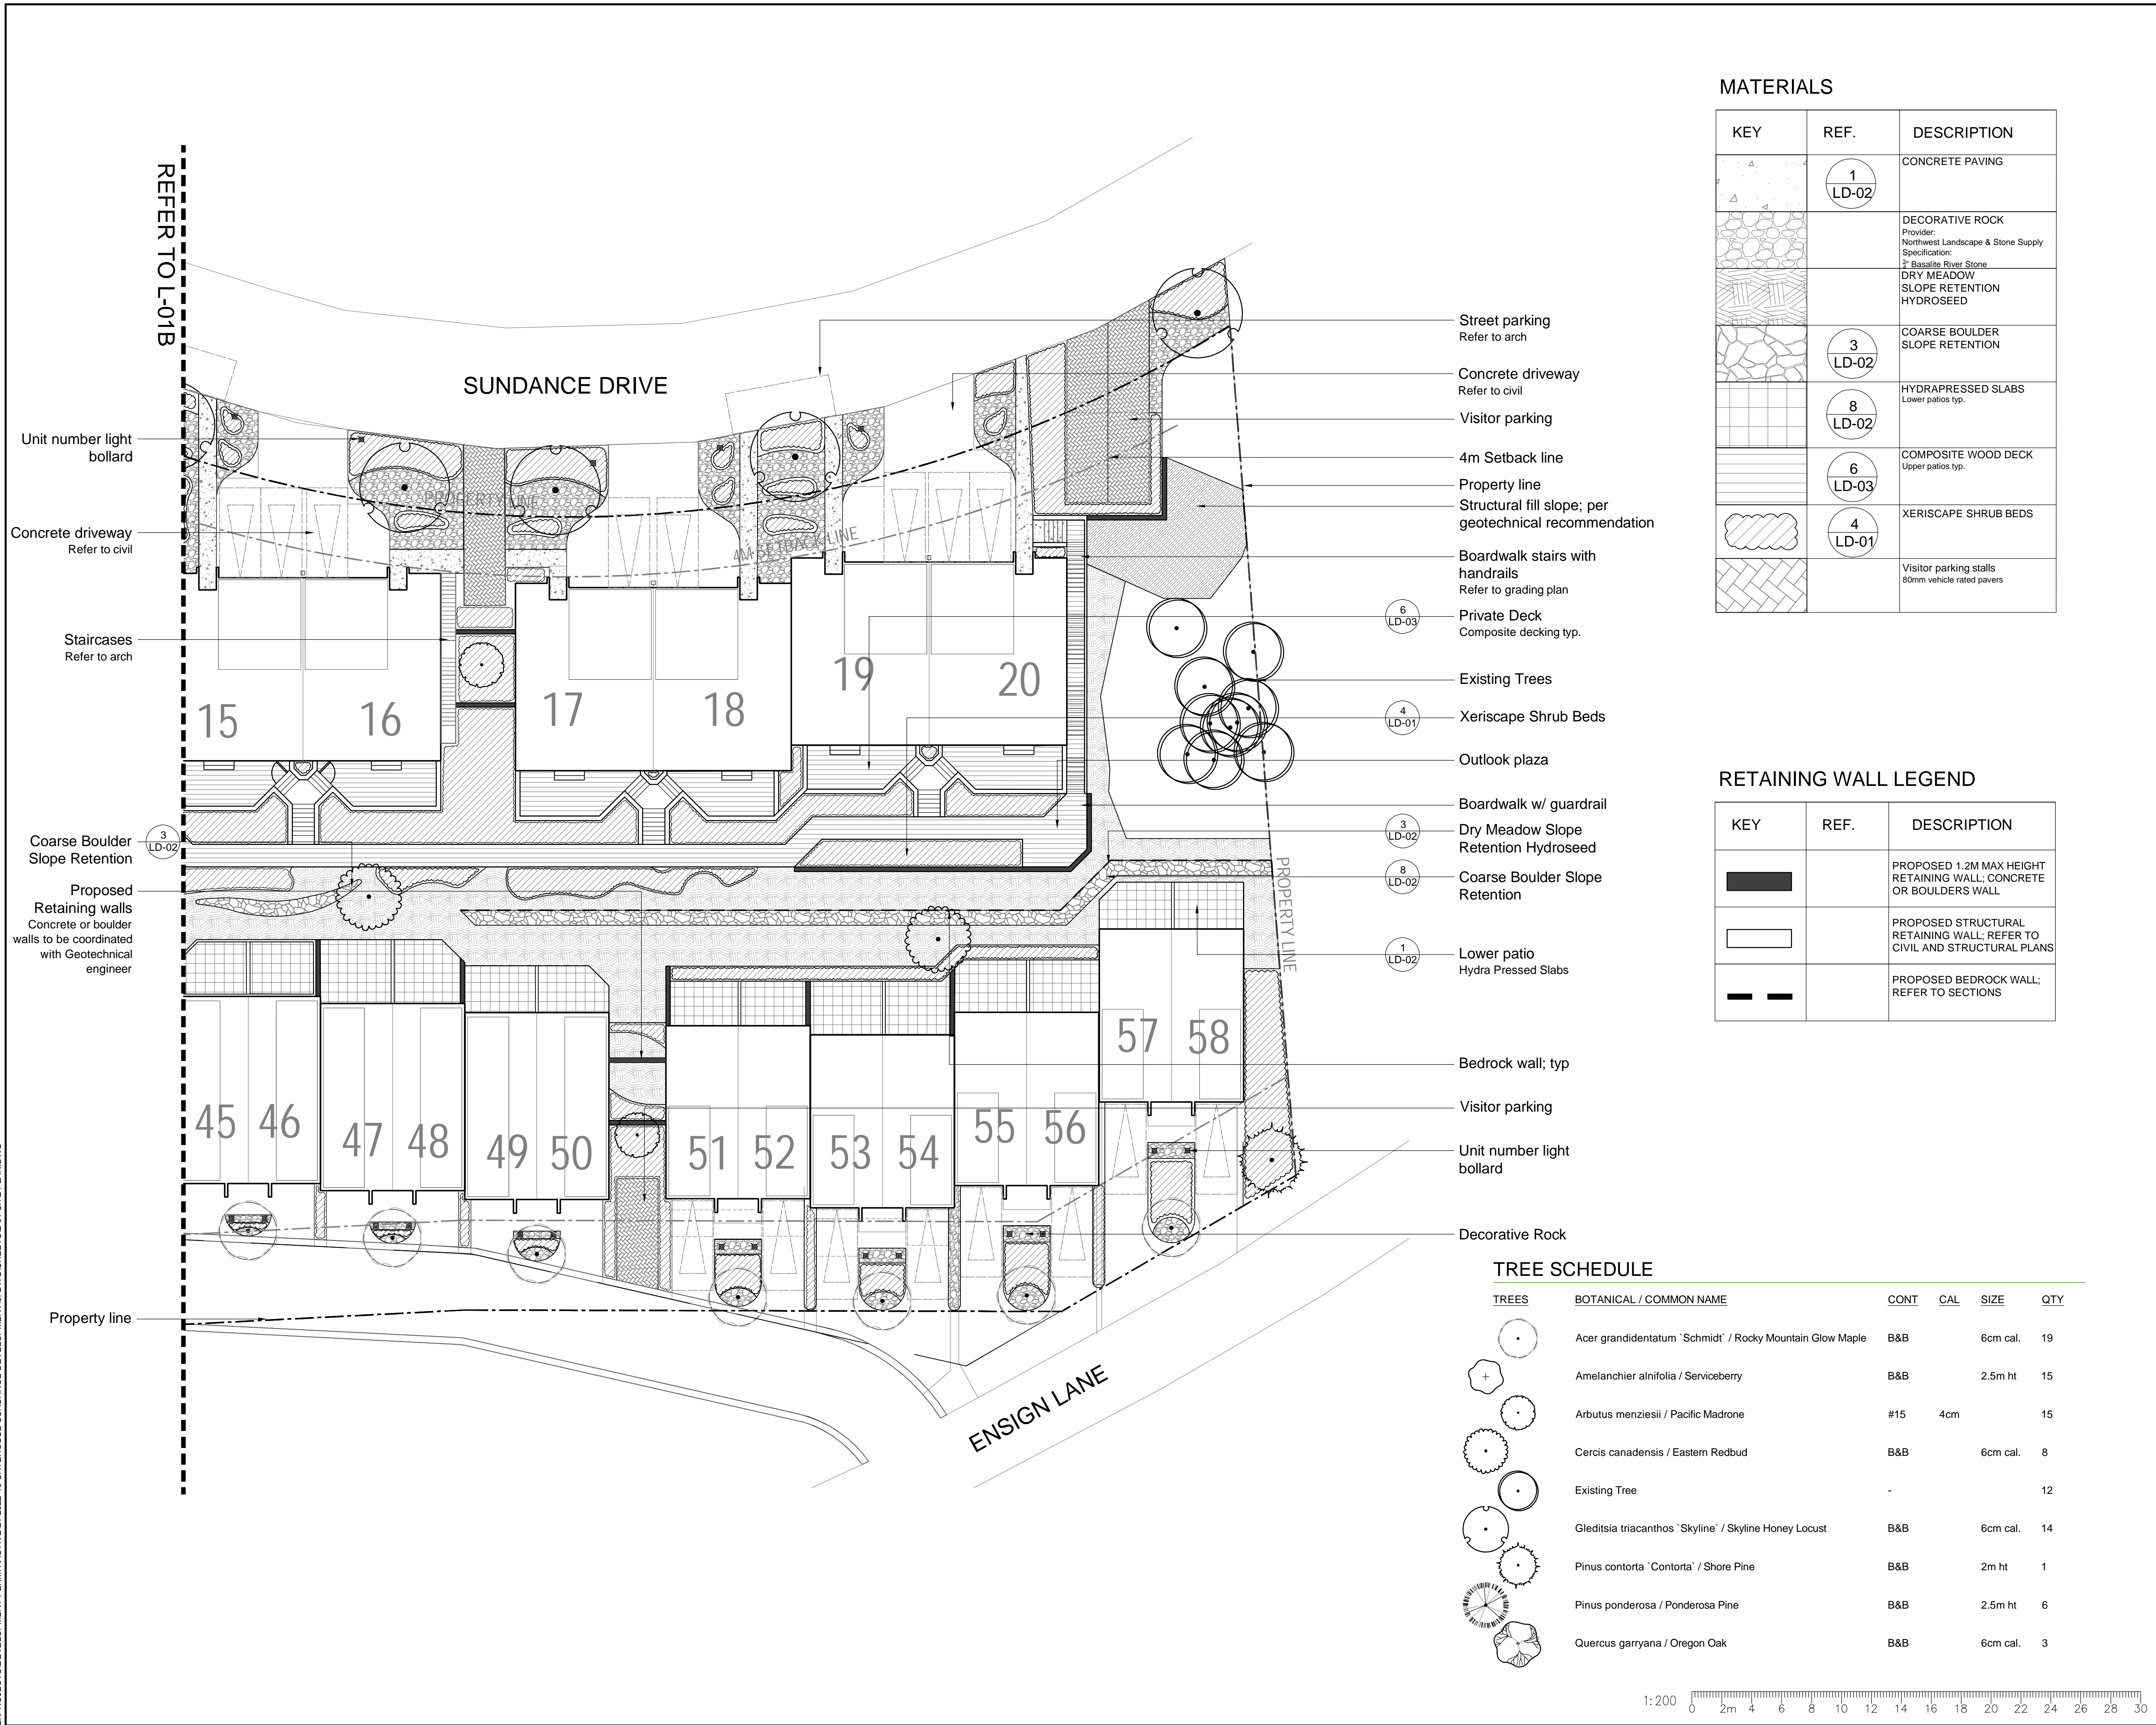 REFER TO L-01B
SUNDANCE DRIVE
PROPERTY LINE
4M SETBACK LINE
Unit number light
bollard
Concrete driveway
Refer to civil
Staircases
Refer to arch
Coarse Boulder
Slope Retention
3
LD-02
Proposed
Retaining walls
Concrete or boulder
walls to be coordinated
with Geotechnical
engineer
Property line
15
16
17
18
19
20
45
46
47
48
49
50
51
52
53
54
55
56
57
58
PROPERTY LINE
ENSIGN LANE
Street parking
Refer to arch
Concrete driveway
Refer to civil
Visitor parking
4m Setback line
Property line
Structural fill slope; per
geotechnical recommendation
Boardwalk stairs with
handrails
Refer to grading plan
6
LD-03
Private Deck
Composite decking typ.
Existing Trees
4
LD-01
Xeriscape Shrub Beds
Outlook plaza
Boardwalk w/ guardrail
3
LD-02
Dry Meadow Slope
Retention Hydroseed
8
LD-02
Coarse Boulder Slope
Retention
1
LD-02
Lower patio
Hydra Pressed Slabs
Bedrock wall; typ
Visitor parking
Unit number light
bollard
Decorative Rock
MATERIALS
KEY REF. DESCRIPTION
1
LD-02
CONCRETE PAVING
DECORATIVE ROCK
Provider:
Northwest Landscape & Stone Supply
Specification:
Basalite River Stone
DRY MEADOW
SLOPE RETENTION
HYDROSEED
3
LD-02
COARSE BOULDER
SLOPE RETENTION
8
LD-02
HYDRAPRESSED SLABS
Lower patios typ.
6
LD-03
COMPOSITE WOOD DECK
Upper patios typ.
4
LD-01
XERISCAPE SHRUB BEDS
Visitor parking stalls
80mm vehicle rated pavers
RETAINING WALL LEGEND
KEY REF. DESCRIPTION
PROPOSED 1.2M MAX HEIGHT
RETAINING WALL; CONCRETE
OR BOULDERS WALL
PROPOSED STRUCTURAL
RETAINING WALL; REFER TO
CIVIL AND STRUCTURAL PLANS
PROPOSED BEDROCK WALL;
REFER TO SECTIONS
TREE SCHEDULE
TREES BOTANICAL / COMMON NAME CONT CAL SIZE QTY
Acer grandidentatum `Schmidt` / Rocky Mountain Glow Maple B&B 6cm cal. 19
Amelanchier alnifolia / Serviceberry B&B 2.5m ht 15
Arbutus menziesii / Pacific Madrone #15 4cm 15
Cercis canadensis / Eastern Redbud B&B 6cm cal. 8
Existing Tree - 12
Gleditsia triacanthos `Skyline` / Skyline Honey Locust B&B 6cm cal. 14
Pinus contorta `Contorta` / Shore Pine B&B 2m ht 1
Pinus ponderosa / Ponderosa Pine B&B 2.5m ht 6
Quercus garryana / Oregon Oak B&B 6cm cal. 3
1:200
0 2m 4 6 8 10 12 14 16 18 20 22 24 26 28 30